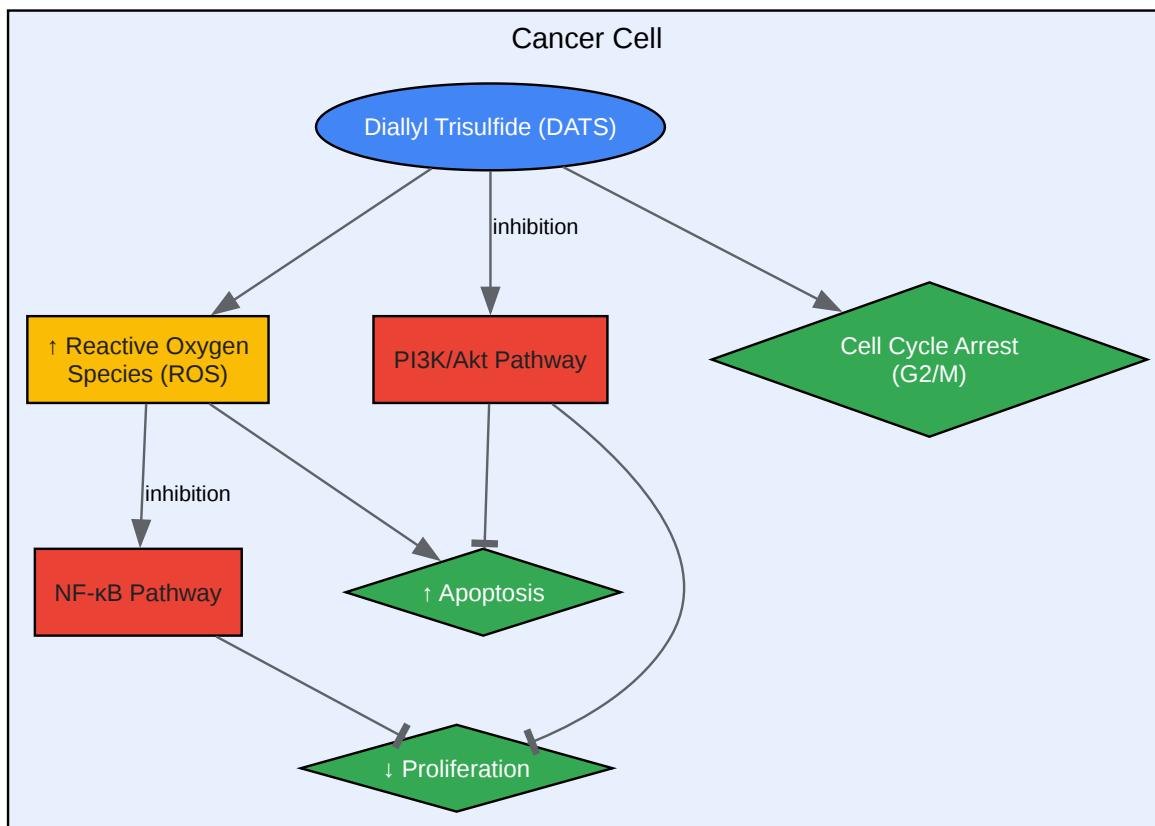 Cancer Cell
Diallyl Trisulfide (DATS)
inhibition
↑ Reactive Oxygen
Species (ROS)
PI3K/Akt Pathway
Cell Cycle Arrest
(G2/M)
inhibition
NF-κB Pathway
↑ Apoptosis
↓ Proliferation